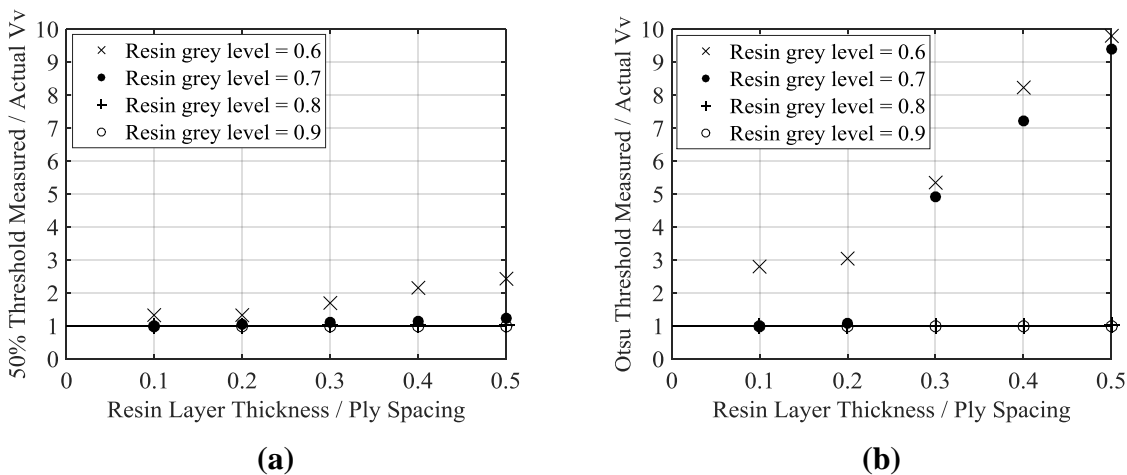 50% Threshold Measured / Actual Vv
10
9
8
7
6
5
4
3
2
1
0
Resin grey level = 0.6
Resin grey level = 0.7
Resin grey level = 0.8
Resin grey level = 0.9
0 0.1 0.2 0.3 0.4 0.5
Resin Layer Thickness / Ply Spacing
(a)
Otsu Threshold Measured / Actual Vv
10
9
8
7
6
5
4
3
2
1
0
Resin grey level = 0.6
Resin grey level = 0.7
Resin grey level = 0.8
Resin grey level = 0.9
0 0.1 0.2 0.3 0.4 0.5
Resin Layer Thickness / Ply Spacing
(b)